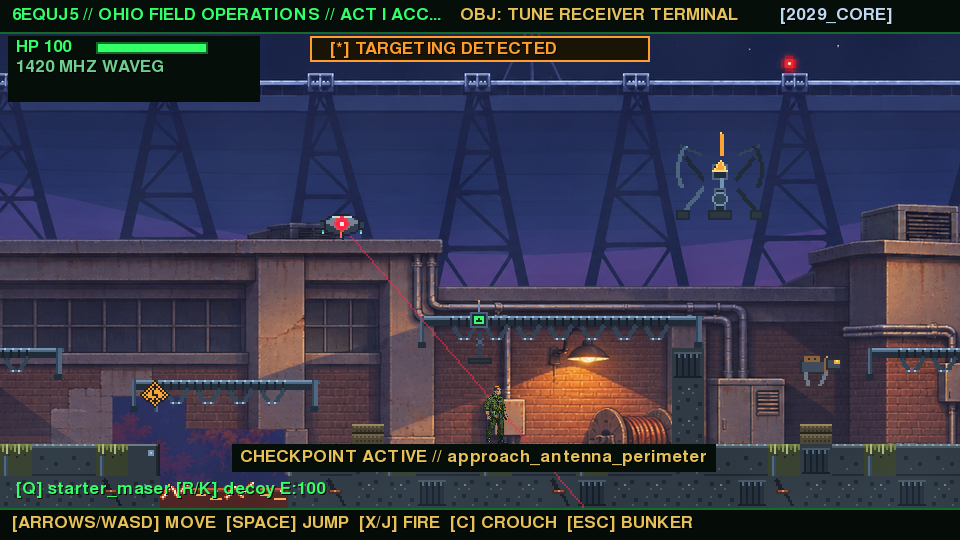 6EQUJ5 // OHIO FIELD OPERATIONS // ACT I ACC... OBJ: TUNE RECEIVER TERMINAL [2029_CORE]
HP 100
[*] TARGETING DETECTED
1420 MHZ WAVEG
CHECKPOINT ACTIVE // approach_antenna_perimeter
[Q] starter_maser [R/K] decoy E:100
[ARROWS/WASD] MOVE [SPACE] JUMP [X/J] FIRE [C] CROUCH [ESC] BUNKER